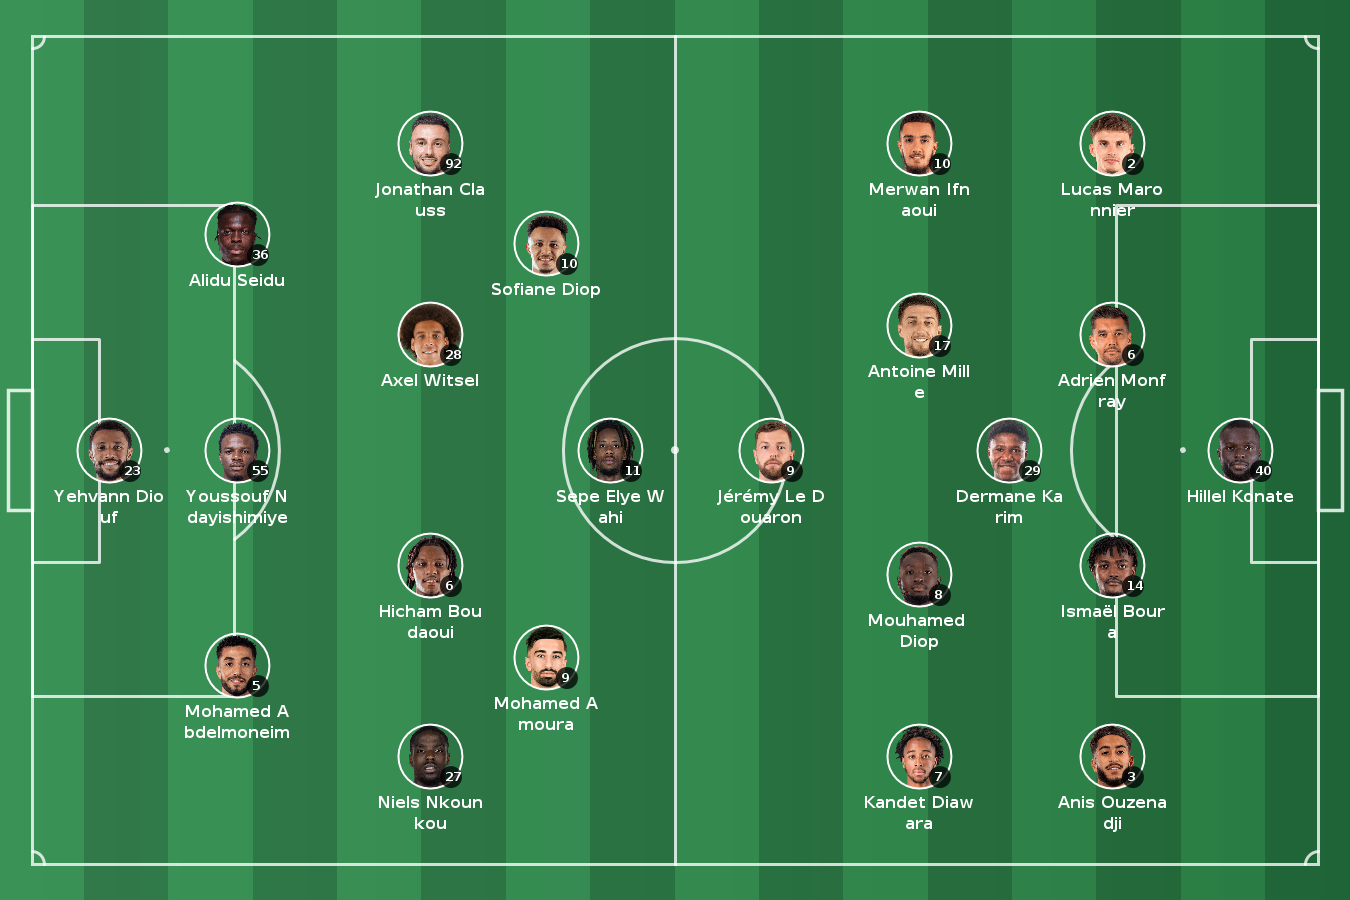 92
Jonathan Cla
uss
10
Merwan Ifn
aoui
2
Lucas Maro
nnier
36
Alidu Seidu
10
Sofiane Diop
28
Axel Witsel
17
Antoine Mill
e
6
Adrien Monf
ray
23
Yehvann Dio
uf
55
Youssouf N
dayishimiye
11
Sepe Elye W
ahi
9
Jérémy Le D
ouaron
29
Dermane Ka
rim
40
Hillel Konate
6
Hicham Bou
daoui
8
Mouhamed
Diop
14
Ismaël Bour
a
5
Mohamed A
bdelmoneim
9
Mohamed A
moura
27
Niels Nkoun
kou
7
Kandet Diaw
ara
3
Anis Ouzena
dji